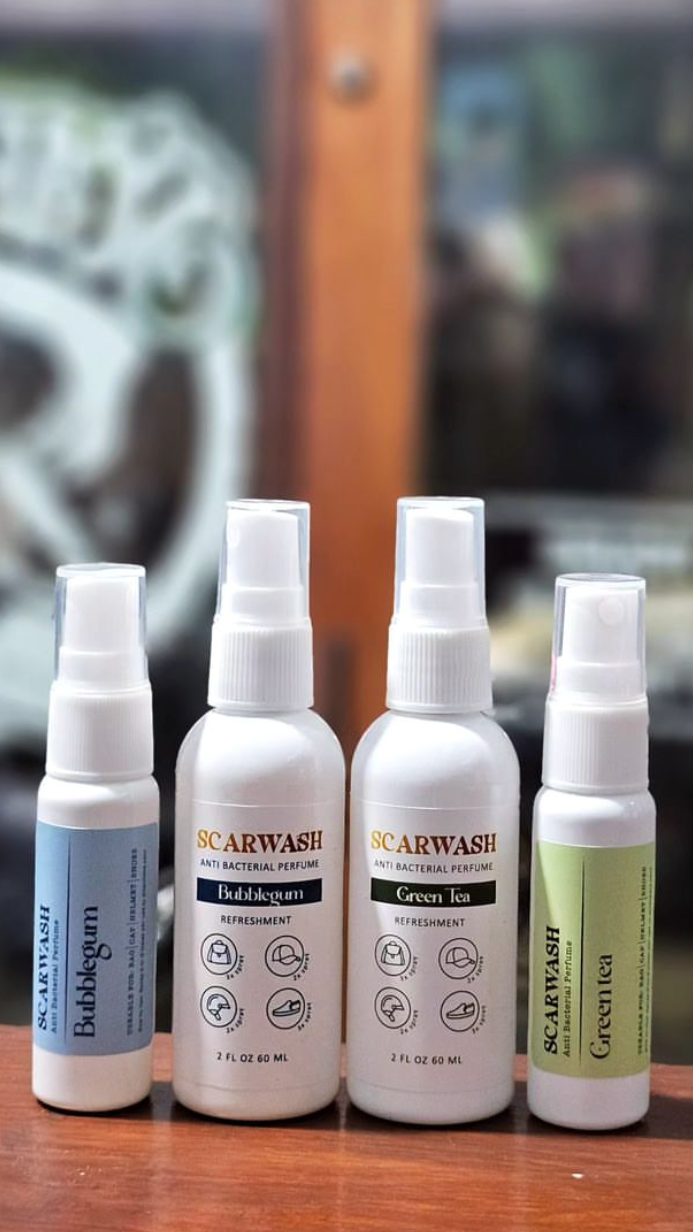 SCARWASH
Anti Bacterial Perfume
Bubblegum
USEABLE FOR: BAG | CAP | HELMET | SHOES
SCARWASH
ANTI BACTERIAL PERFUME
Bubblegum
REFRESHMENT
2 FL OZ 60 ML
SCARWASH
ANTI BACTERIAL PERFUME
Green Tea
REFRESHMENT
2 FL OZ 60 ML
SCARWASH
Anti Bacterial Perfume
Green tea
USEABLE FOR: BAG | CAP | HELMET | SHOES